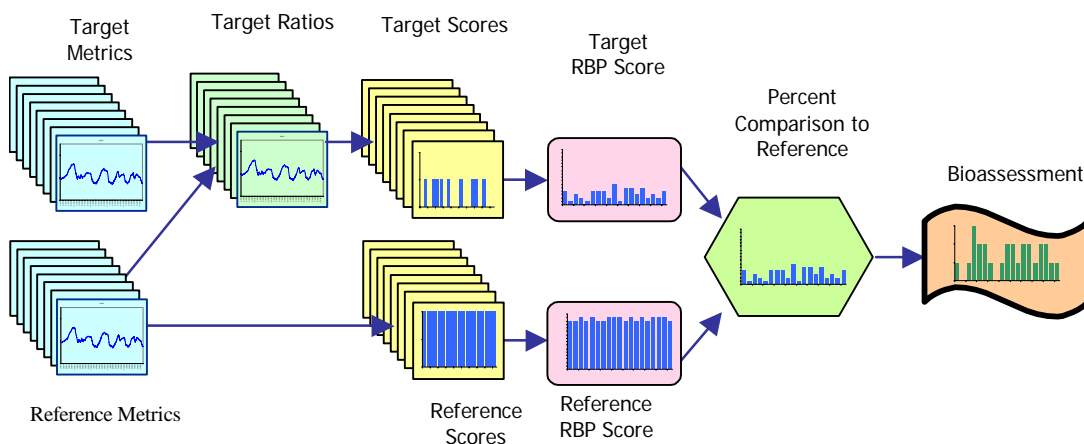 Target
Metrics
Target Ratios
Target Scores
Target
RBP Score
Percent
Comparison to
Reference
Bioassessment
Reference Metrics
Reference
Scores
Reference
RBP Score